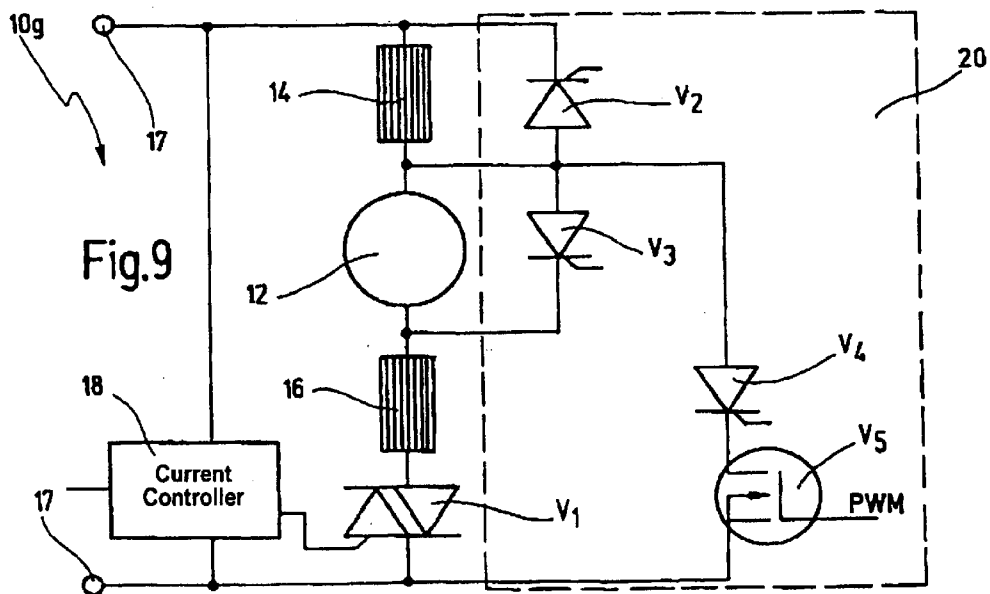 10g
17
14
V2
20
Fig.9
12
V3
16
V4
18
Current
Controller
V1
V5
PWM
17